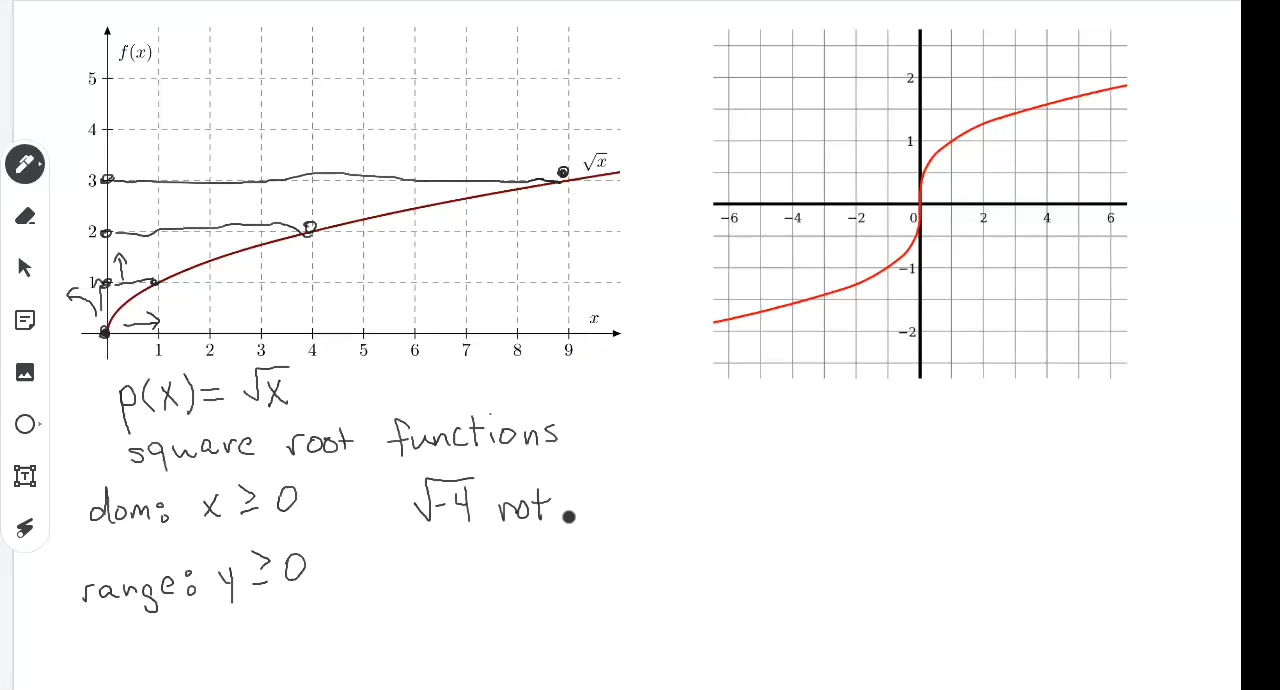 f(x)
5
4
3
2
1
√x
x
1 2 3 4 5 6 7 8 9
2
1
−6 −4 −2 0 2 4 6
−1
−2
p(x) = √x
square root functions
dom: x ≥ 0 √-4 not
range: y ≥ 0
T